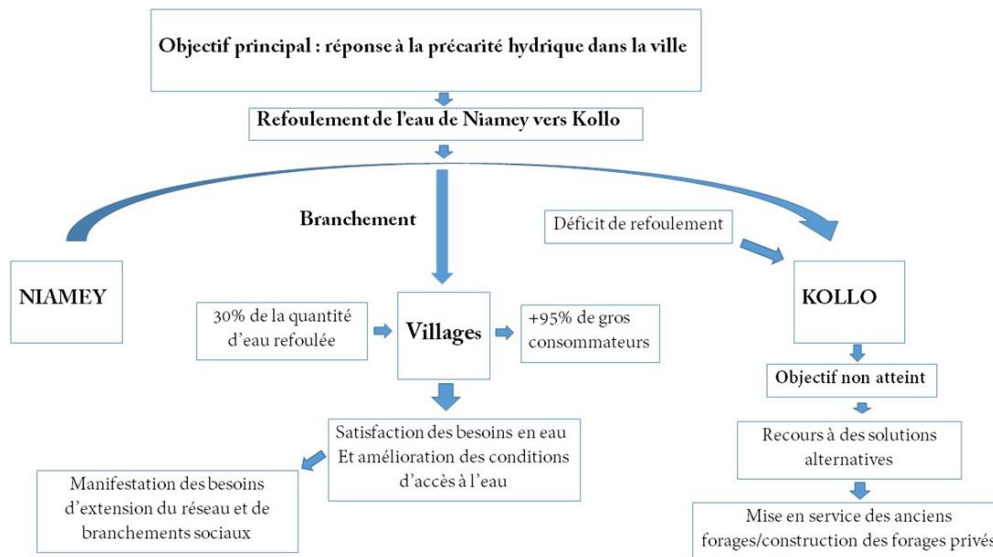 Objectif principal : réponse à la précarité hydrique dans la ville
Refoulement de l'eau de Niamey vers Kollo
Branchement
Déficit de refoulement
NIAMEY
KOLLO
30% de la quantité
d'eau refoulée
Villages
+95% de gros
consommateurs
Objectif non atteint
Satisfaction des besoins en eau
Et amélioration des conditions
d'accès à l'eau
Recours à des solutions
alternatives
Manifestation des besoins
d'extension du réseau et de
branchements sociaux
Mise en service des anciens
forages/construction des forages privés